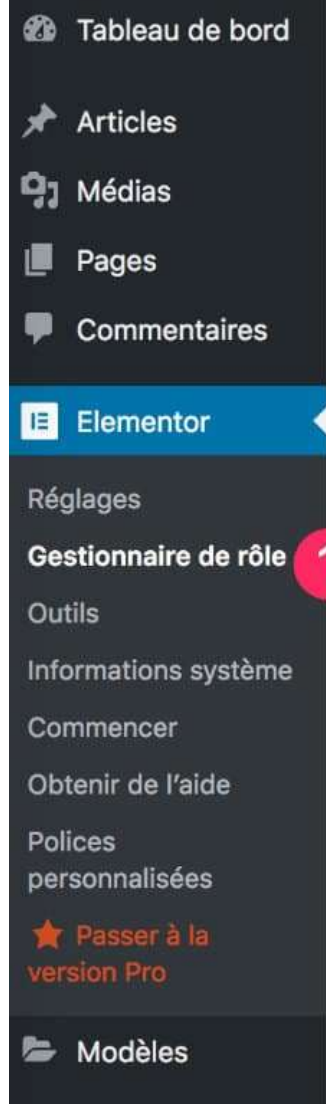 Tableau de bord
Articles
Médias
Pages
Commentaires
Elementor
Réglages
Gestionnaire de rôle
Outils
Informations système
Commencer
Obtenir de l’aide
Polices
personnalisées
Passer à la
version Pro
Modèles